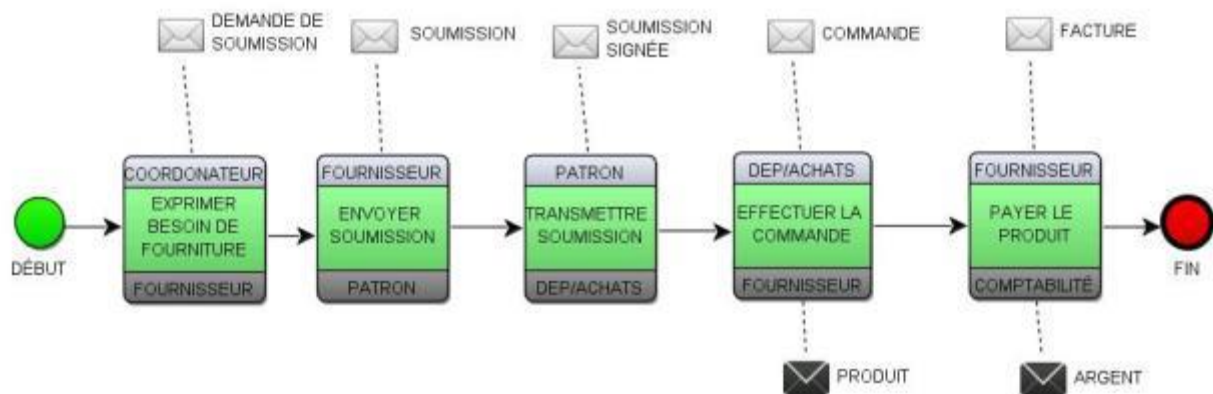 DEMANDE DE
SOUMISSION
SOUMISSION
SOUMISSION
SIGNÉE
COMMANDE
FACTURE
COORDONATEUR
EXPRIMER
BESOIN DE
FOURNITURE
FOURNISSEUR
FOURNISSEUR
ENVOYER
SOUMISSION
PATRON
PATRON
TRANSMETTRE
SOUMISSION
DEP/ACHATS
DEP/ACHATS
EFFECTUER LA
COMMANDE
FOURNISSEUR
FOURNISSEUR
PAYER LE
PRODUIT
COMPTABILITÉ
DÉBUT
FIN
PRODUIT
ARGENT